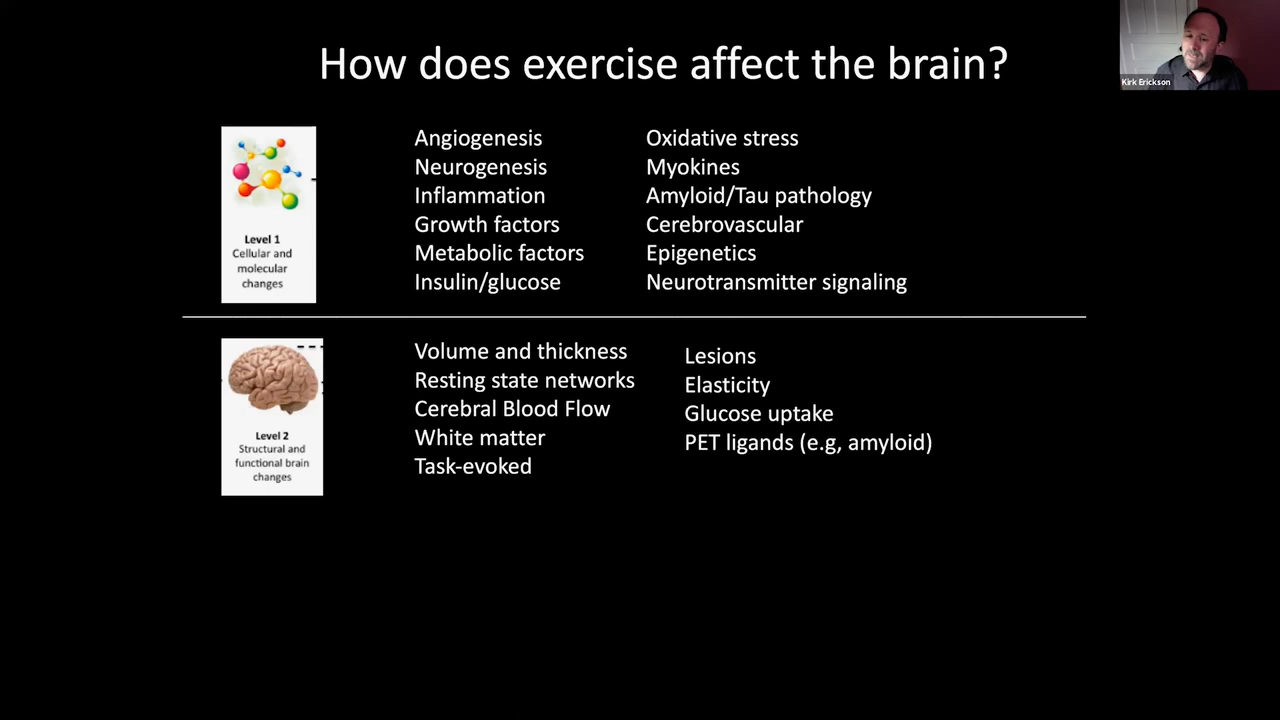 How does exercise affect the brain?
Kirk Erickson
Level 1
Cellular and
molecular
changes
Angiogenesis
Neurogenesis
Inflammation
Growth factors
Metabolic factors
Insulin/glucose
Oxidative stress
Myokines
Amyloid/Tau pathology
Cerebrovascular
Epigenetics
Neurotransmitter signaling
Level 2
Structural and
functional brain
changes
Volume and thickness
Resting state networks
Cerebral Blood Flow
White matter
Task-evoked
Lesions
Elasticity
Glucose uptake
PET ligands (e.g, amyloid)